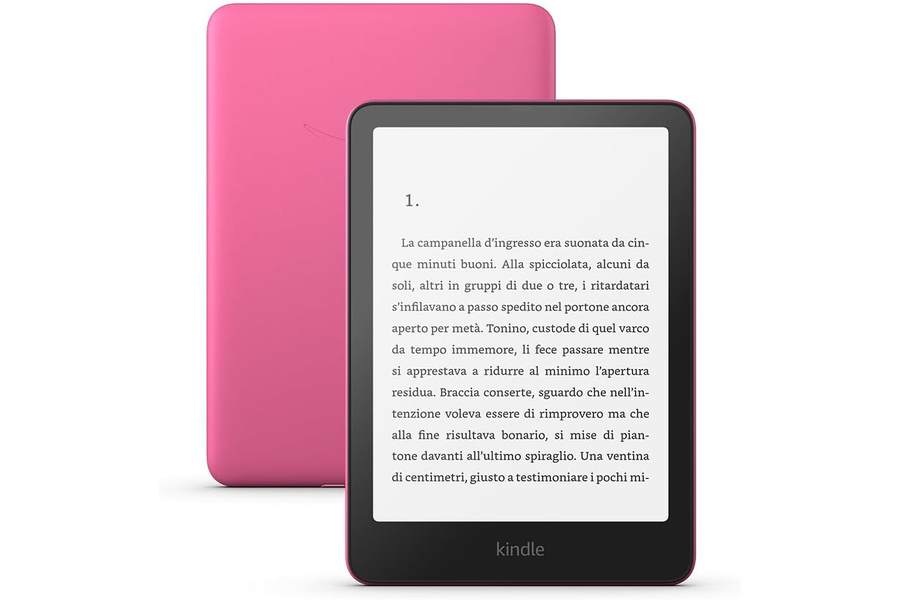 1.
La campanella d’ingresso era suonata da cin-
que minuti buoni. Alla spicciolata, alcuni da
soli, altri in gruppi di due o tre, i ritardatari
s’infilavano a passo spedito nel portone ancora
aperto per metà. Tonino, custode di quel varco
da tempo immemore, li fece passare mentre
si apprestava a ridurre al minimo l’apertura
residua. Braccia conserte, sguardo che nell’in-
tenzione voleva essere di rimprovero ma che
alla fine risultava bonario, si mise di pian-
tone davanti all’ultimo spiraglio. Una ventina
di centimetri, giusto a testimoniare i pochi mi-
kindle